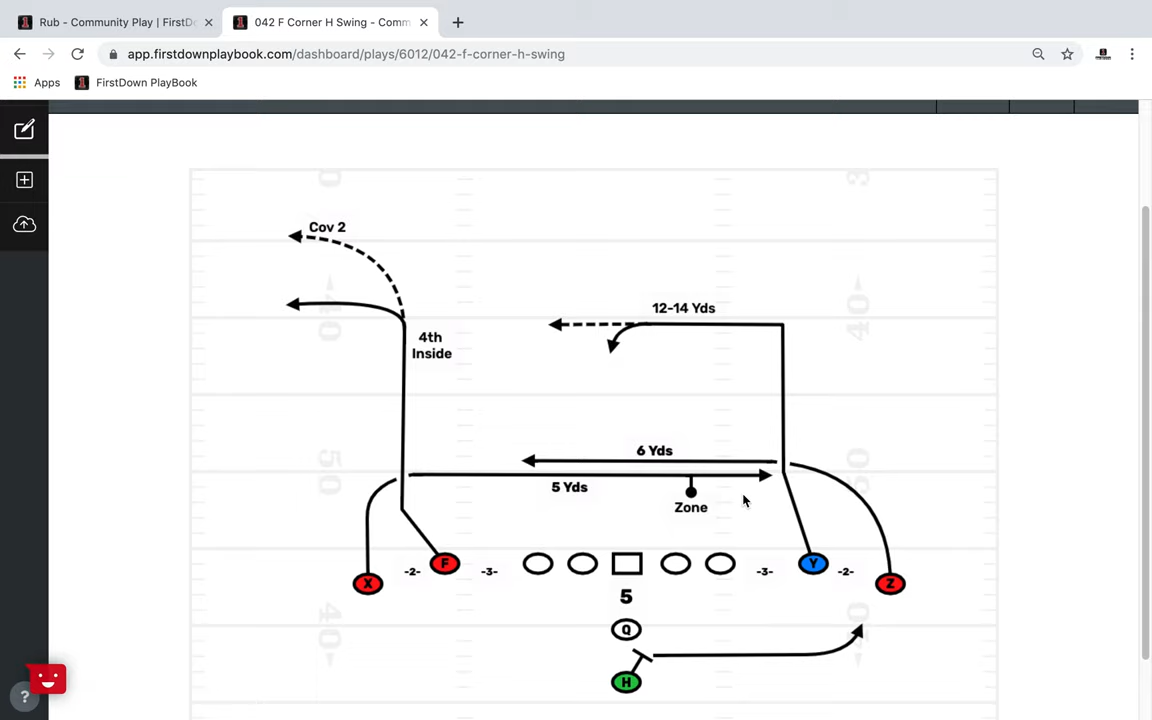 Rub - Community Play | FirstDo
042 F Corner H Swing - Comm
app.firstdownplaybook.com/dashboard/plays/6012/042-f-corner-h-swing
Apps
FirstDown PlayBook
Cov 2
12-14 Yds
4th
Inside
6 Yds
5 Yds
Zone
X -2- F -3- -3- Y -2- Z
5
Q
H
?